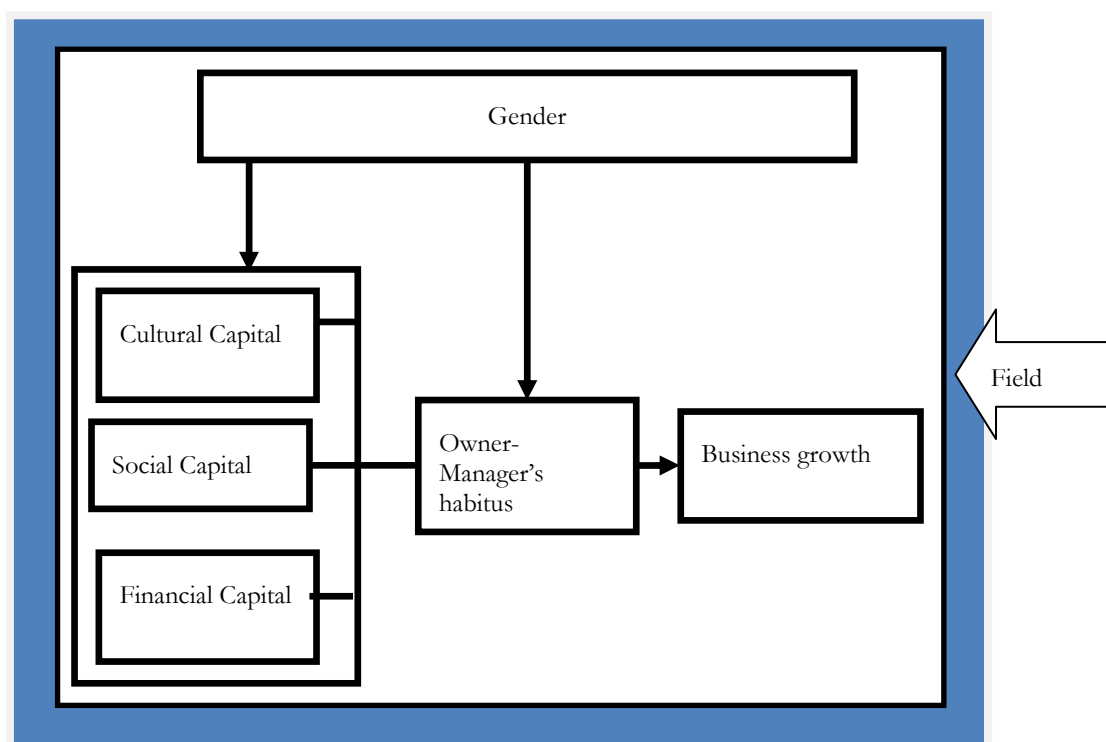 Gender
Cultural Capital
Social Capital
Financial Capital
Owner-
Manager’s
habitus
Business growth
Field